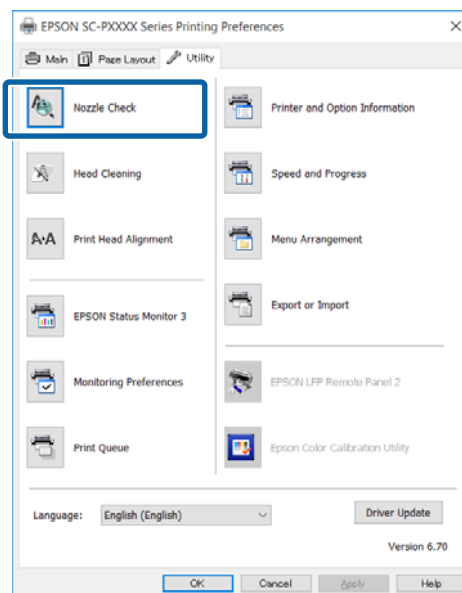 EPSON SC-PXXXX Series Printing Preferences
Main Page Layout Utility
Nozzle Check
Printer and Option Information
Head Cleaning
Speed and Progress
A·A Print Head Alignment
Menu Arrangement
EPSON Status Monitor 3
Export or Import
Monitoring Preferences
EPSON LFP Remote Panel 2
Print Queue
Epson Color Calibration Utility
Language: English (English)
Driver Update
Version 6.70
OK Cancel Apply Help